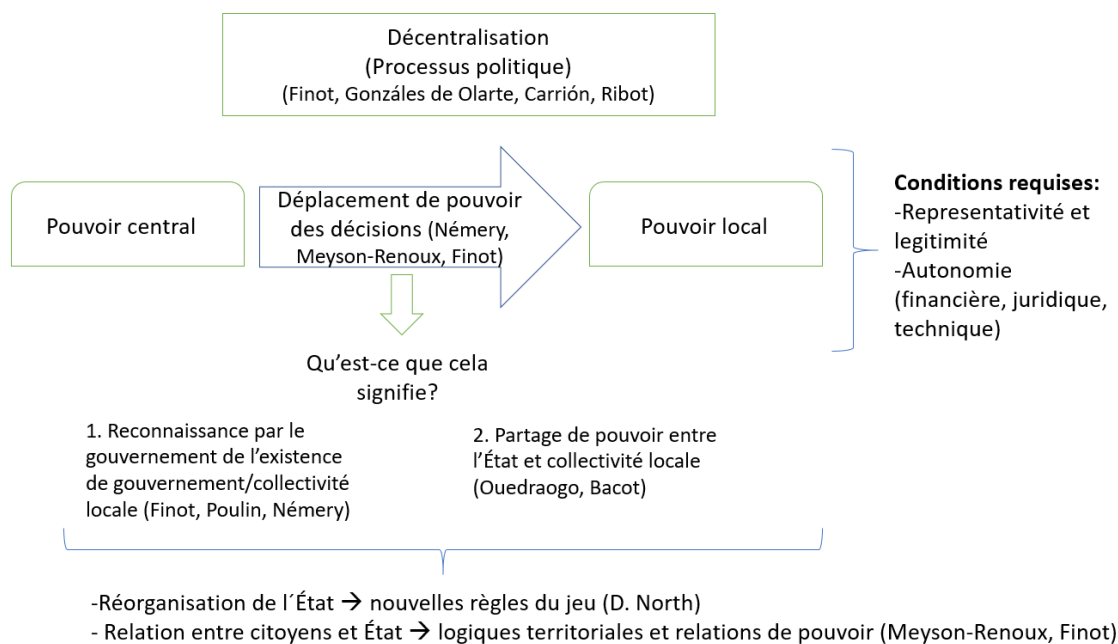 Décentralisation
(Processus politique)
(Finot, Gonzáles de Olarte, Carrión, Ribot)
Pouvoir central
Déplacement de pouvoir
des décisions (Némery,
Meyson-Renoux, Finot)
Pouvoir local
Conditions requises:
-Representativité et
legitimité
-Autonomie
(financière, juridique,
technique)
Qu’est-ce que cela
signifie?
1. Reconnaissance par le
gouvernement de l’existence
de gouvernement/collectivité
locale (Finot, Poulin, Némery)
2. Partage de pouvoir entre
l’État et collectivité locale
(Ouedraogo, Bacot)
-Réorganisation de l´État → nouvelles règles du jeu (D. North)
- Relation entre citoyens et État → logiques territoriales et relations de pouvoir (Meyson-Renoux, Finot)